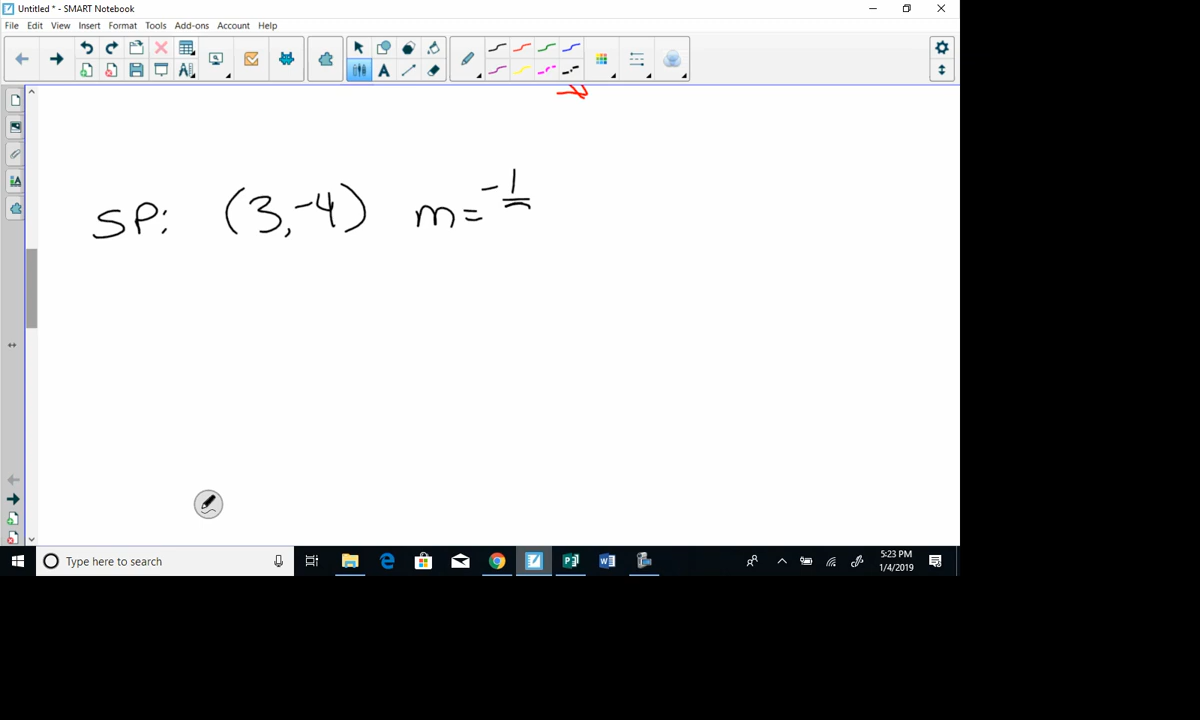 Untitled * - SMART Notebook
File Edit View Insert Format Tools Add-ons Account Help
SP: (3,-4) m=-1
Type here to search
5:23 PM
1/4/2019